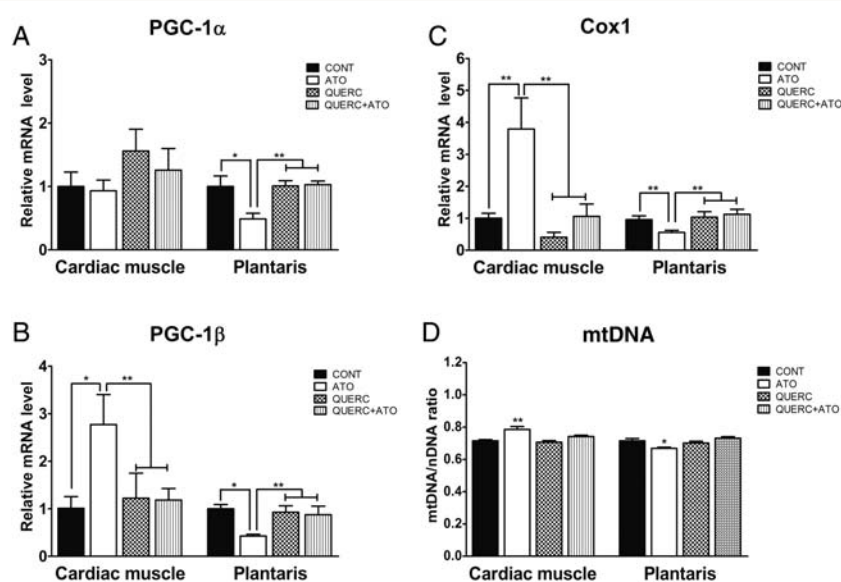 A
PGC-1α
Relative mRNA level
3
2
1
0
* **
CONT
ATO
QUERC
QUERC+ATO
Cardiac muscle Plantaris
B
PGC-1β
Relative mRNA level
4
3
2
1
0
* **
* **
CONT
ATO
QUERC
QUERC+ATO
Cardiac muscle Plantaris
C
Cox1
Relative mRNA level
6
5
4
3
2
1
0
** **
** **
CONT
ATO
QUERC
QUERC+ATO
Cardiac muscle Plantaris
D
mtDNA
mtDNA/nDNA ratio
1.2
1.0
0.8
0.6
0.4
0.2
0.0
**
*
CONT
ATO
QUERC
QUERC+ATO
Cardiac muscle Plantaris